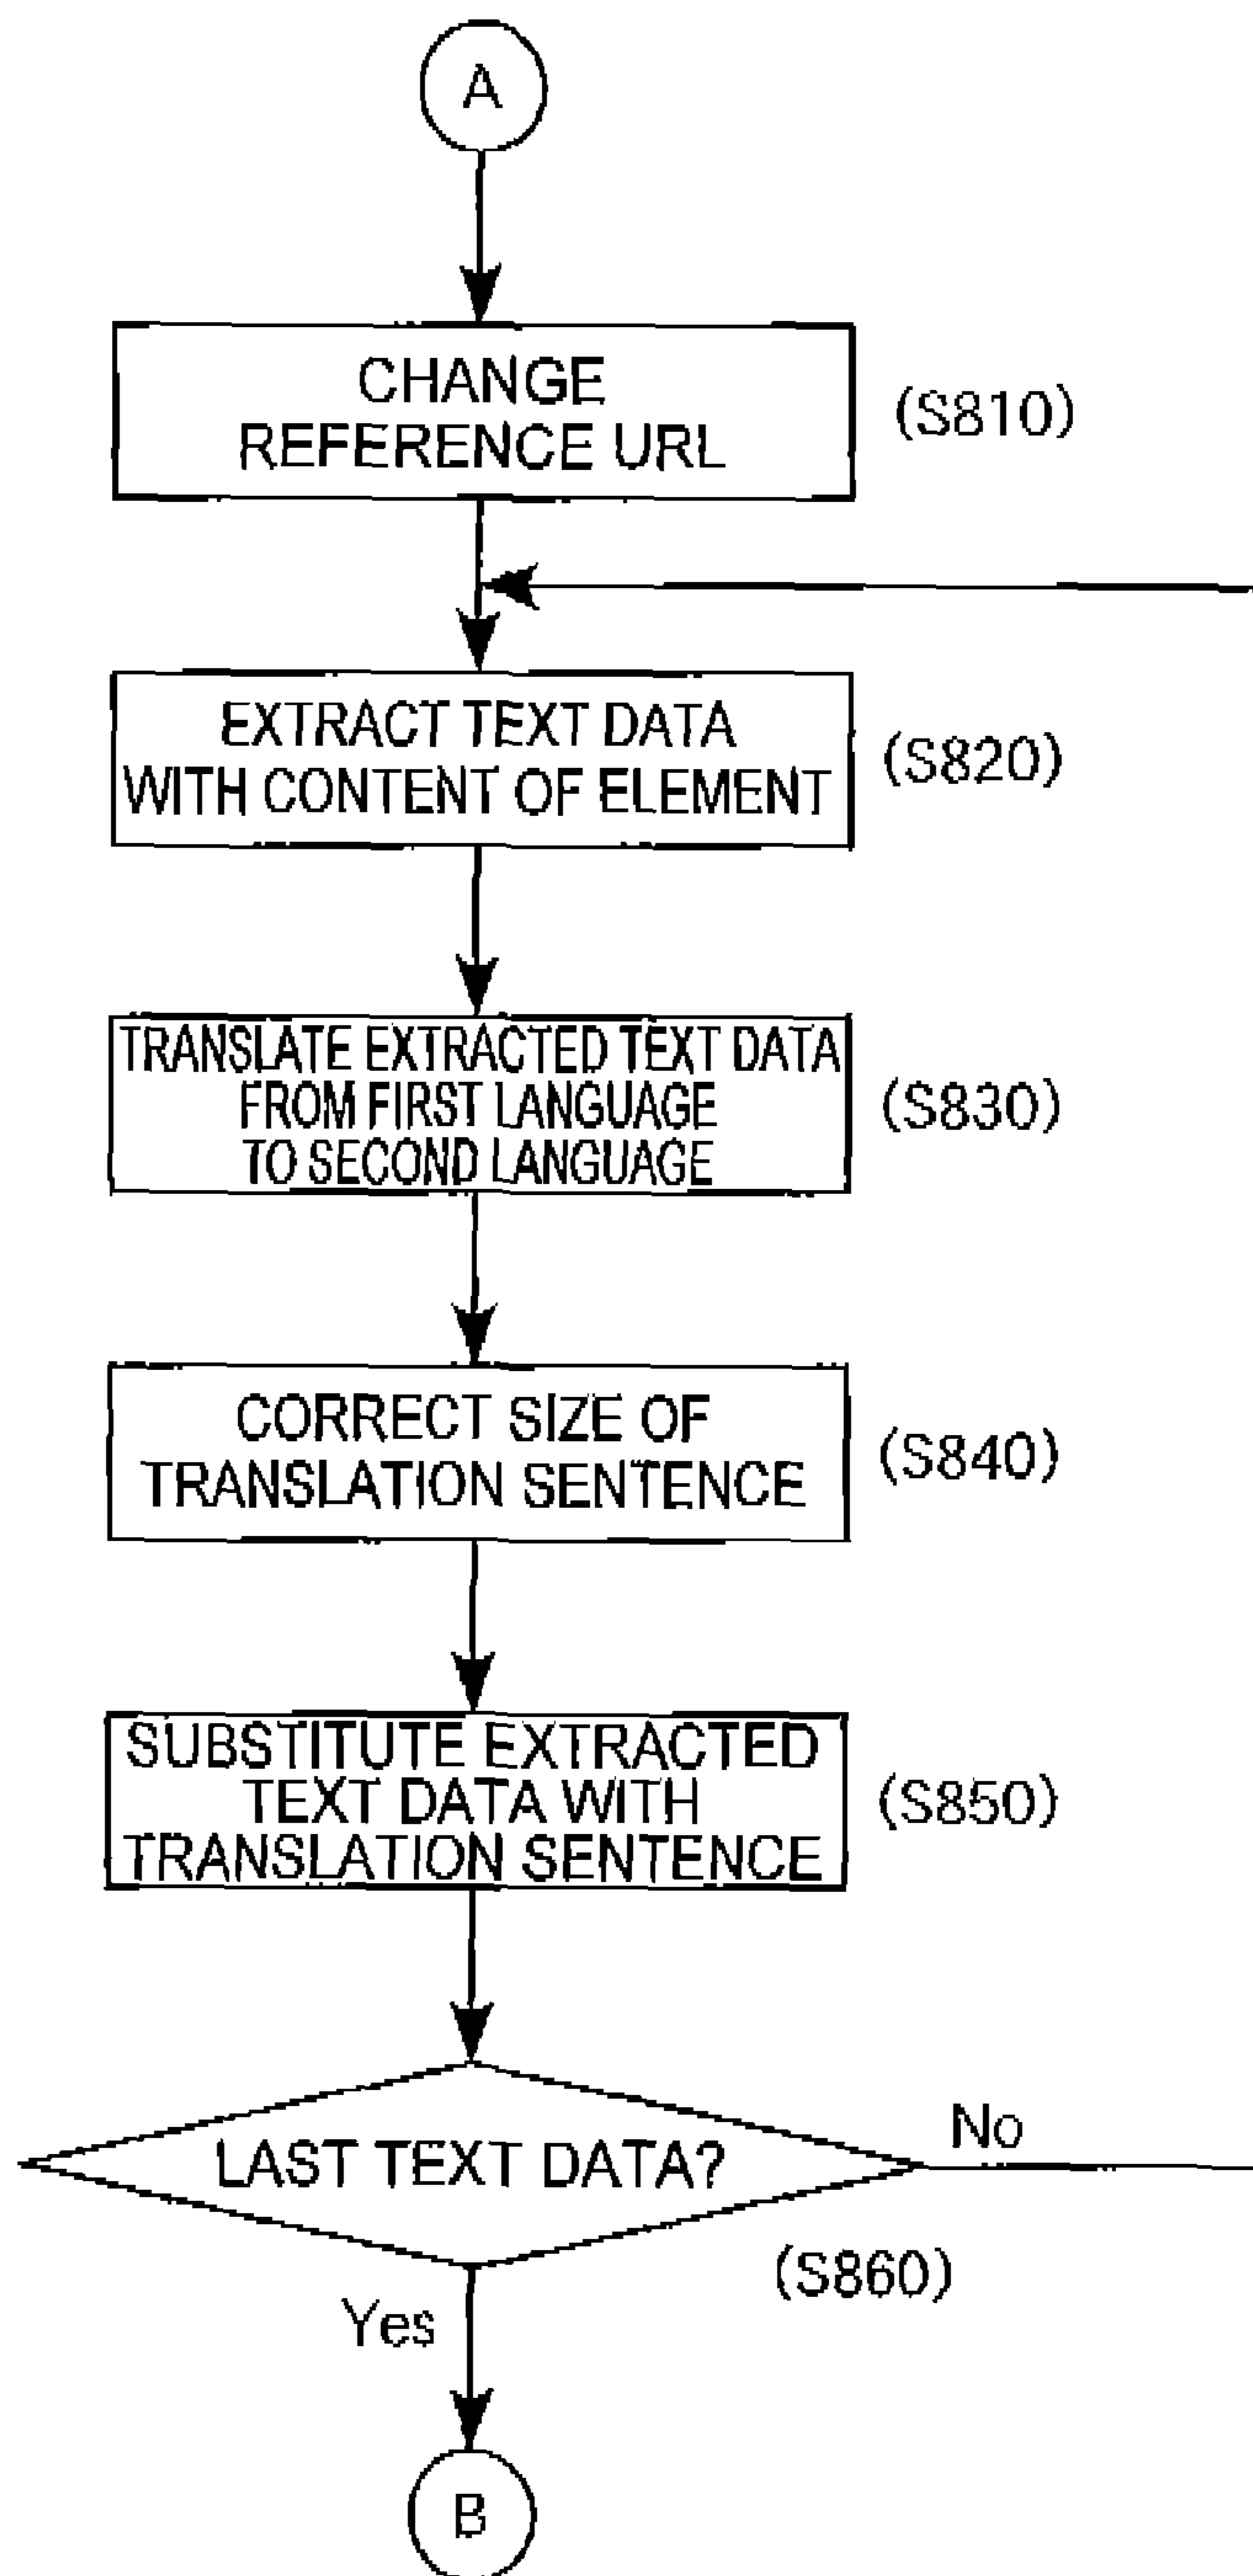 A
CHANGE
REFERENCE URL
(S810)
EXTRACT TEXT DATA
WITH CONTENT OF ELEMENT
(S820)
TRANSLATE EXTRACTED TEXT DATA
FROM FIRST LANGUAGE
TO SECOND LANGUAGE
(S830)
CORRECT SIZE OF
TRANSLATION SENTENCE
(S840)
SUBSTITUTE EXTRACTED
TEXT DATA WITH
TRANSLATION SENTENCE
(S850)
LAST TEXT DATA?
No
(S860)
Yes
B